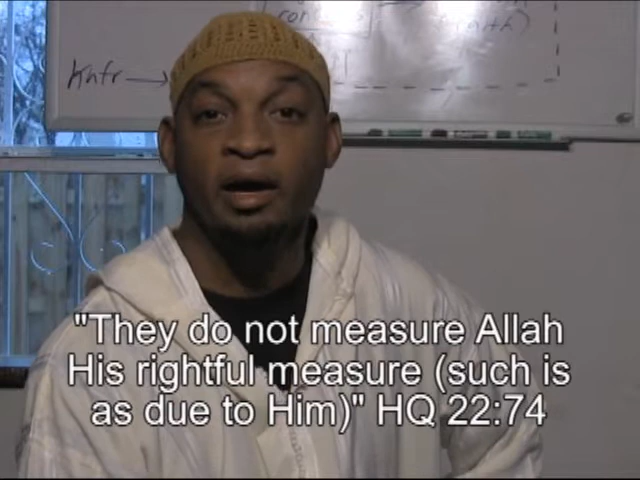 Kufr
"They do not measure Allah
His rightful measure (such is
as due to Him)" HQ 22:74